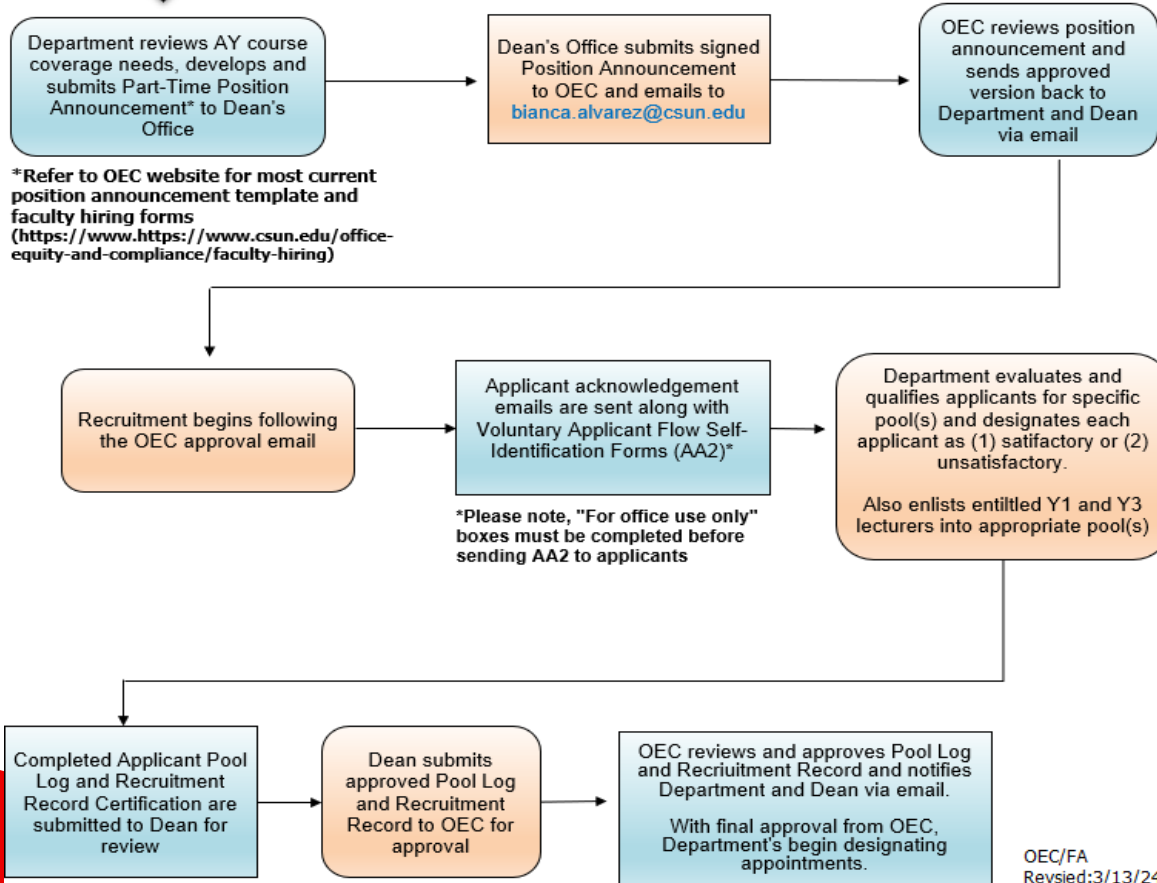 Department reviews AY course
coverage needs, develops and
submits Part-Time Position
Announcement* to Dean's
Office
Dean's Office submits signed
Position Announcement
to OEC and emails to
bianca.alvarez@csun.edu
OEC reviews position
announcement and
sends approved
version back to
Department and Dean
via email
*Refer to OEC website for most current
position announcement template and
faculty hiring forms
(https://www.https://www.csun.edu/office-
equity-and-compliance/faculty-hiring)
Recruitment begins following
the OEC approval email
Applicant acknowledgement
emails are sent along with
Voluntary Applicant Flow Self-
Identification Forms (AA2)*
*Please note, "For office use only"
boxes must be completed before
sending AA2 to applicants
Department evaluates and
qualifies applicants for specific
pool(s) and designates each
applicant as (1) satifactory or (2)
unsatisfactory.
Also enlists entiltled Y1 and Y3
lecturers into appropriate pool(s)
Completed Applicant Pool
Log and Recruitment
Record Certification are
submitted to Dean for
review
Dean submits
approved Pool Log
and Recruitment
Record to OEC for
approval
OEC reviews and approves Pool Log
and Recriuitment Record and notifies
Department and Dean via email.
With final approval from OEC,
Department's begin designating
appointments.
OEC/FA
Revsied:3/13/24